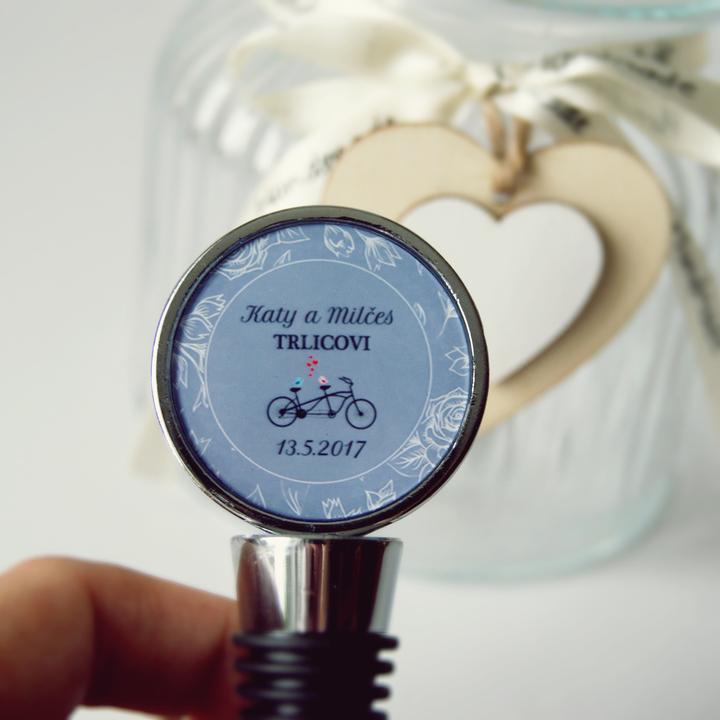 Katy a Milčes
TRLICOVI
13.5.2017